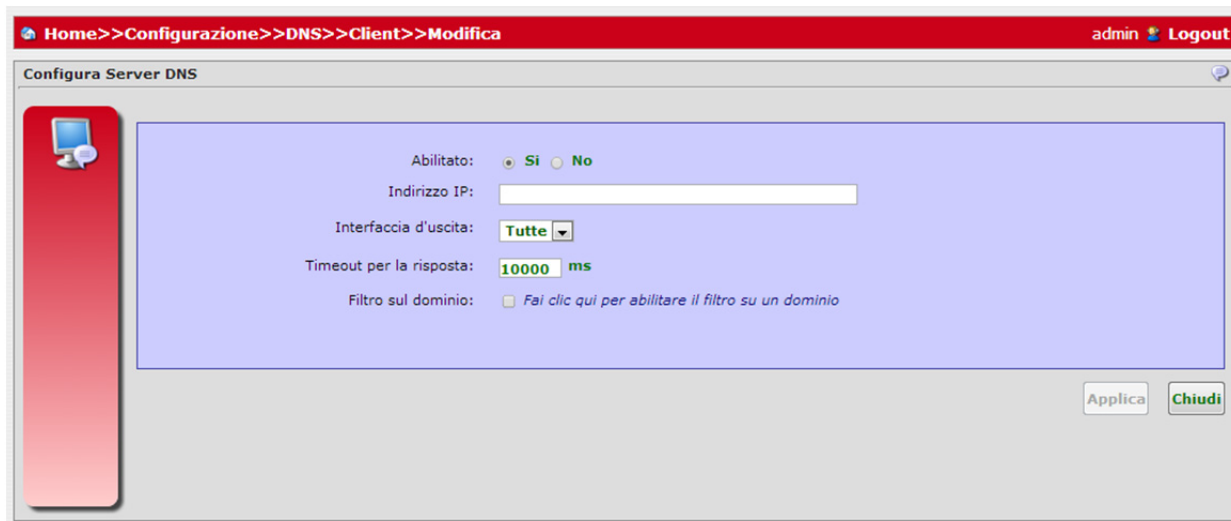 Home>>Configurazione>>DNS>>Client>>Modifica admin Logout
Configura Server DNS
Abilitato: Si No
Indirizzo IP:
Interfaccia d'uscita: Tutte
Timeout per la risposta: 10000 ms
Filtro sul dominio: Fai clic qui per abilitare il filtro su un dominio
Applica Chiudi